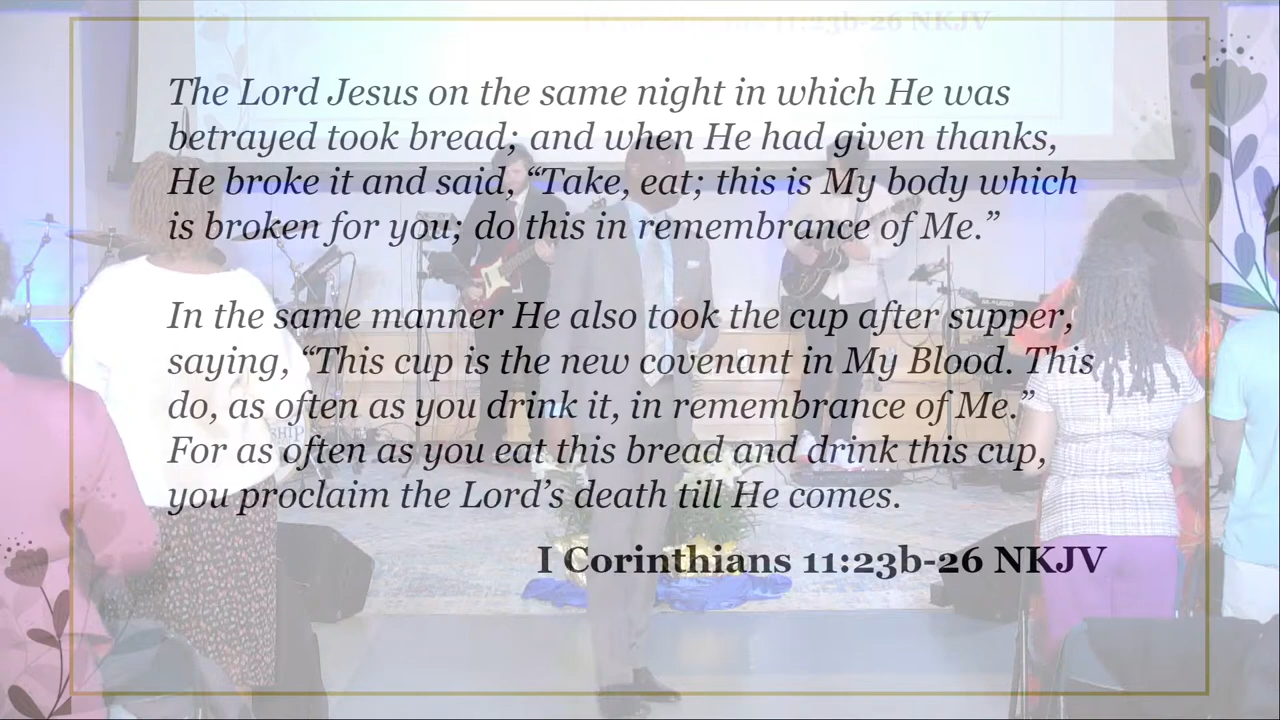 11:23b-26 NKJV
The Lord Jesus on the same night in which He was
betrayed took bread; and when He had given thanks,
He broke it and said, “Take, eat; this is My body which
is broken for you; do this in remembrance of Me.”
In the same manner He also took the cup after supper,
saying, “This cup is the new covenant in My Blood. This
do, as often as you drink it, in remembrance of Me.”
For as often as you eat this bread and drink this cup,
you proclaim the Lord’s death till He comes.
I Corinthians 11:23b-26 NKJV